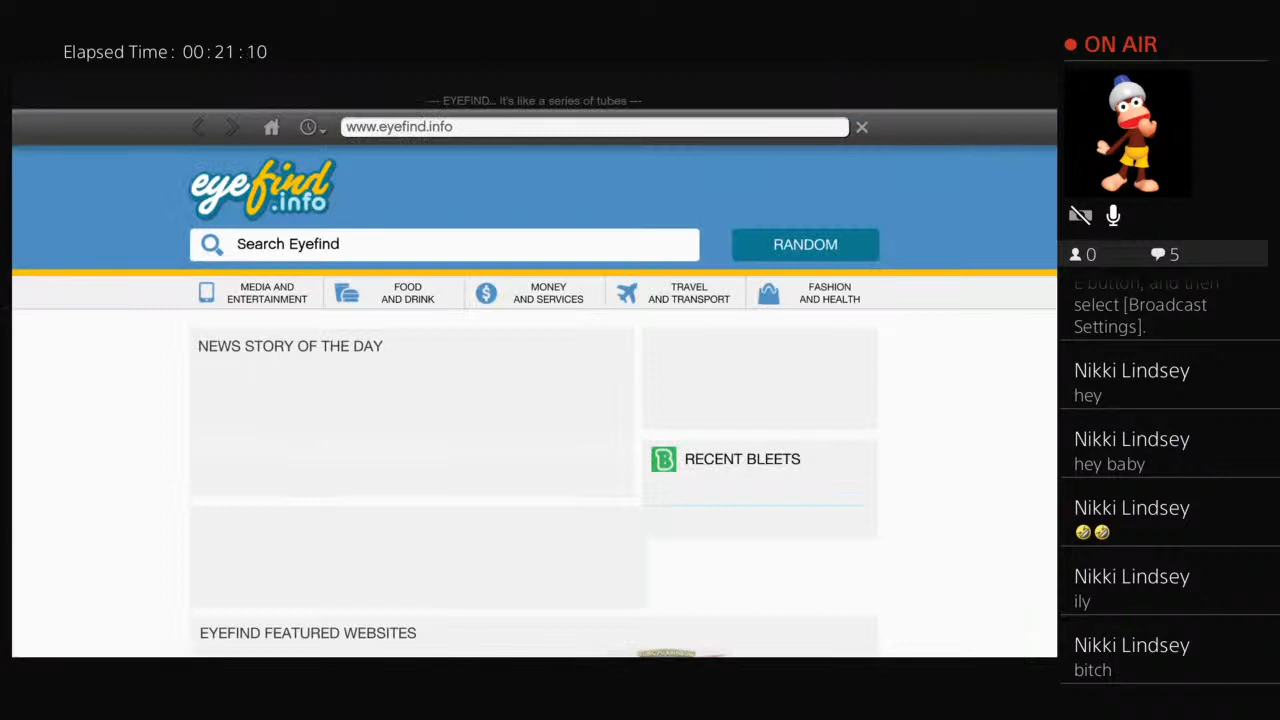 Elapsed Time: 00:21:10
ON AIR
--- EYEFIND... It's like a series of tubes ---
www.eyefind.info
eyefind
.info
Search Eyefind
RANDOM
MEDIA AND
ENTERTAINMENT
FOOD
AND DRINK
MONEY
AND SERVICES
TRAVEL
AND TRANSPORT
FASHION
AND HEALTH
NEWS STORY OF THE DAY
B RECENT BLEETS
EYEFIND FEATURED WEBSITES
0 5
E button, and then
select [Broadcast
Settings].
Nikki Lindsey
hey
Nikki Lindsey
hey baby
Nikki Lindsey
🤣🤣
Nikki Lindsey
ily
Nikki Lindsey
bitch